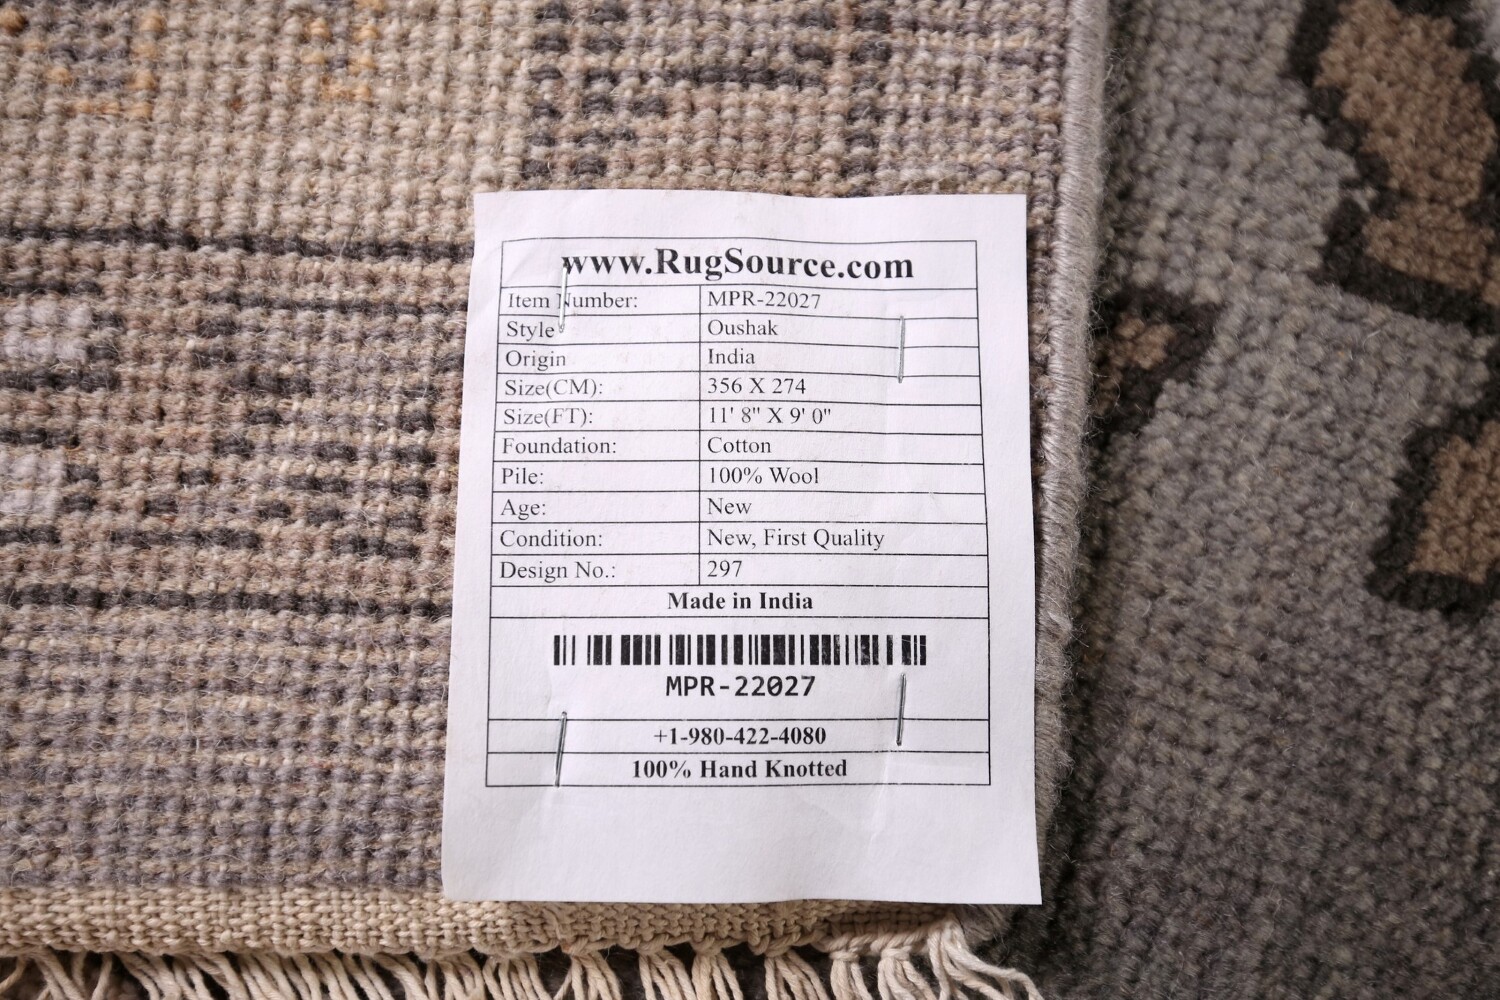 www.RugSource.com
Item Number: MPR-22027
Style Oushak
Origin India
Size(CM): 356 X 274
Size(FT): 11' 8" X 9' 0"
Foundation: Cotton
Pile: 100% Wool
Age: New
Condition: New, First Quality
Design No.: 297
Made in India
MPR-22027
+1-980-422-4080
100% Hand Knotted